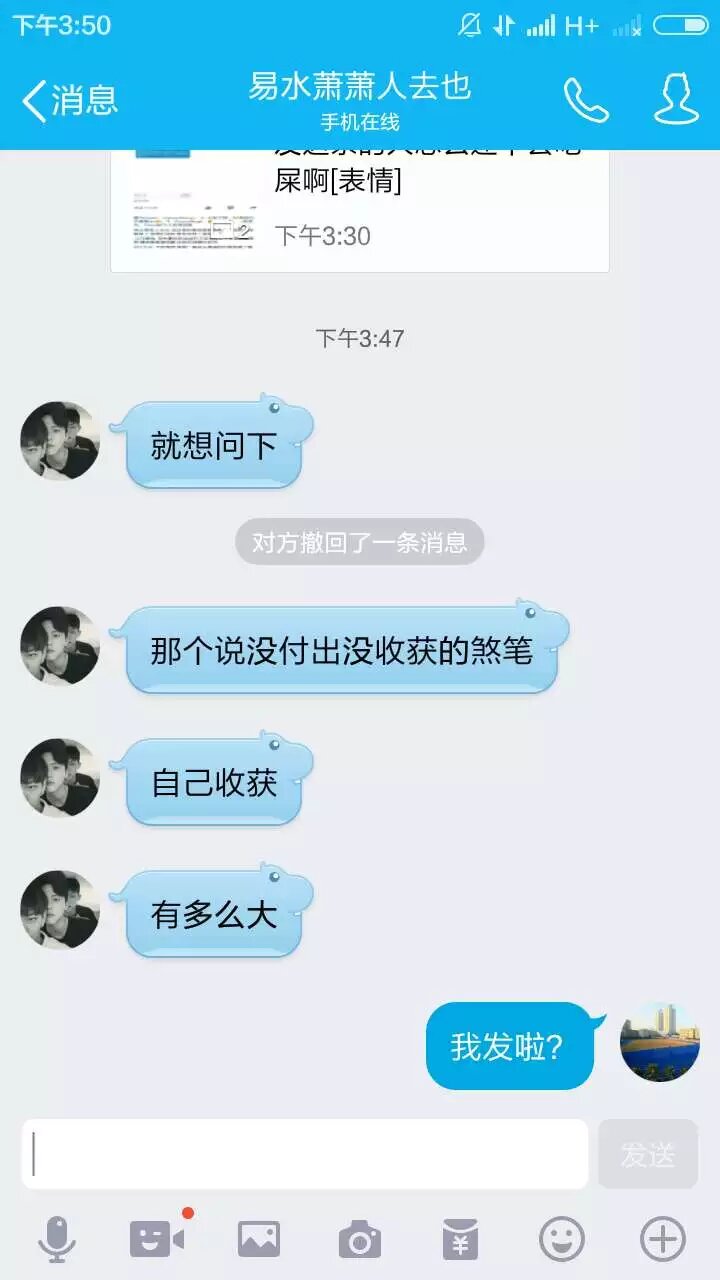 下午3:50
H+
消息
易水萧萧人去也
手机在线
屎啊[表情]
下午3:30
下午3:47
就想问下
对方撤回了一条消息
那个说没付出没收获的煞笔
自己收获
有多么大
我发啦?
发送